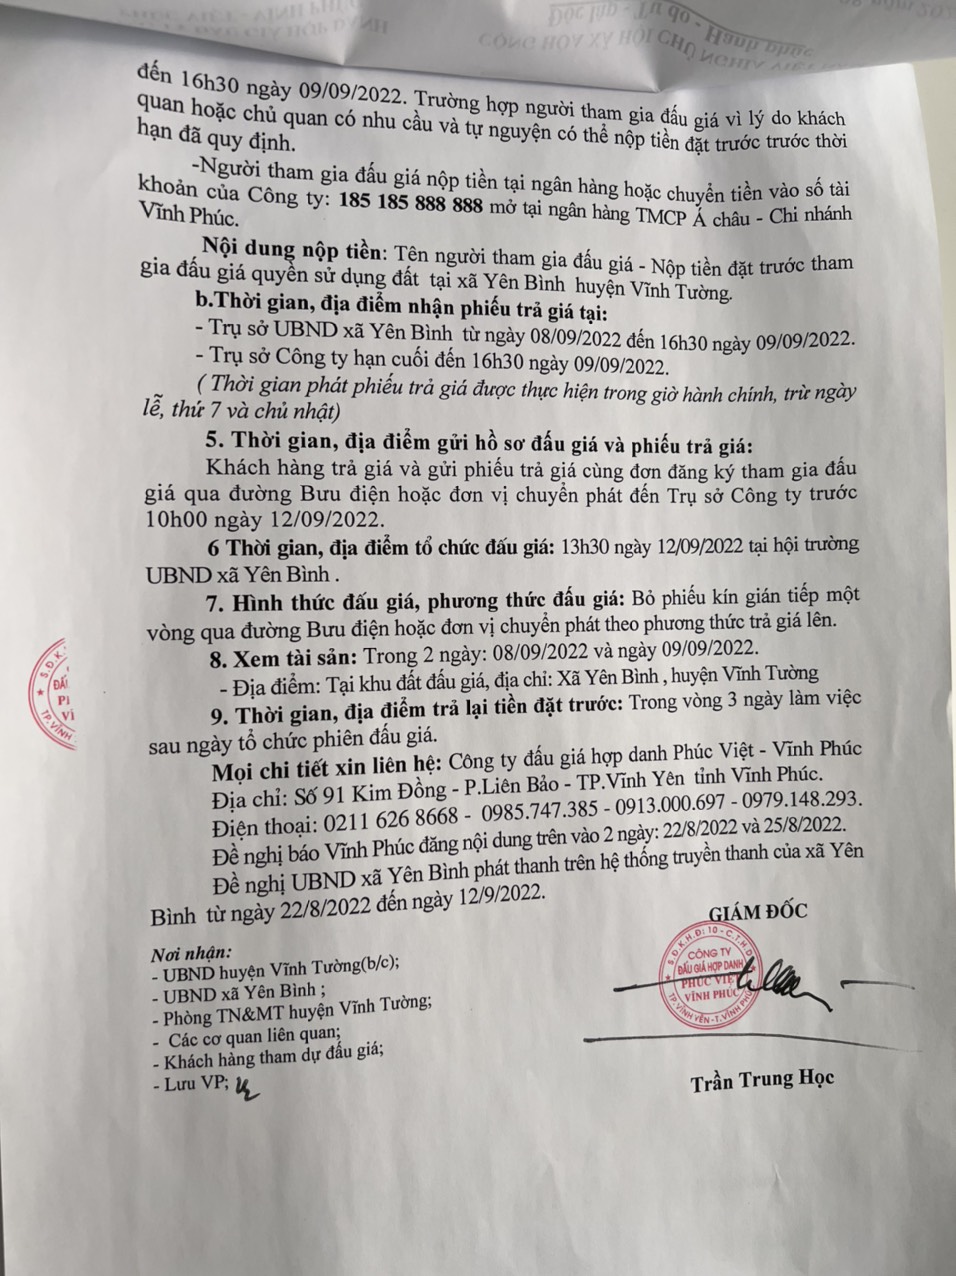 đến 16h30 ngày 09/09/2022. Trường hợp người tham gia đấu giá vì lý do khách
quan hoặc chủ quan có nhu cầu và tự nguyện có thể nộp tiền đặt trước trước thời
hạn đã quy định.
-Người tham gia đấu giá nộp tiền tại ngân hàng hoặc chuyển tiền vào số tài
khoản của Công ty: 185 185 888 888 mở tại ngân hàng TMCP Á châu - Chi nhánh
Vĩnh Phúc.
Nội dung nộp tiền: Tên người tham gia đấu giá - Nộp tiền đặt trước tham
gia đấu giá quyền sử dụng đất tại xã Yên Bình huyện Vĩnh Tường.
b.Thời gian, địa điểm nhận phiếu trả giá tại:
- Trụ sở UBND xã Yên Bình từ ngày 08/09/2022 đến 16h30 ngày 09/09/2022.
- Trụ sở Công ty hạn cuối đến 16h30 ngày 09/09/2022.
( Thời gian phát phiếu trả giá được thực hiện trong giờ hành chính, trừ ngày
lễ, thứ 7 và chủ nhật)
5. Thời gian, địa điểm gửi hồ sơ đấu giá và phiếu trả giá:
Khách hàng trả giá và gửi phiếu trả giá cùng đơn đăng ký tham gia đấu
giá qua đường Bưu điện hoặc đơn vị chuyển phát đến Trụ sở Công ty trước
10h00 ngày 12/09/2022.
6 Thời gian, địa điểm tổ chức đấu giá: 13h30 ngày 12/09/2022 tại hội trường
UBND xã Yên Bình .
7. Hình thức đấu giá, phương thức đấu giá: Bỏ phiếu kín gián tiếp một
vòng qua đường Bưu điện hoặc đơn vị chuyển phát theo phương thức trả giá lên.
8. Xem tài sản: Trong 2 ngày: 08/09/2022 và ngày 09/09/2022.
- Địa điểm: Tại khu đất đấu giá, địa chỉ: Xã Yên Bình , huyện Vĩnh Tường
9. Thời gian, địa điểm trả lại tiền đặt trước: Trong vòng 3 ngày làm việc
sau ngày tổ chức phiên đấu giá.
Mọi chi tiết xin liên hệ: Công ty đấu giá hợp danh Phúc Việt - Vĩnh Phúc
Địa chỉ: Số 91 Kim Đồng - P.Liên Bảo - TP.Vĩnh Yên tỉnh Vĩnh Phúc.
Điện thoại: 0211 626 8668 - 0985.747.385 - 0913.000.697 - 0979.148.293.
Đề nghị báo Vĩnh Phúc đăng nội dung trên vào 2 ngày: 22/8/2022 và 25/8/2022.
Đề nghị UBND xã Yên Bình phát thanh trên hệ thống truyền thanh của xã Yên
Bình từ ngày 22/8/2022 đến ngày 12/9/2022.
GIÁM ĐỐC
Nơi nhận:
- UBND huyện Vĩnh Tường(b/c);
- UBND xã Yên Bình ;
- Phòng TN&MT huyện Vĩnh Tường;
- Các cơ quan liên quan;
- Khách hàng tham dự đấu giá;
- Lưu VP;
CÔNG TY
ĐẤU GIÁ HỢP DANH
PHÚC VIỆT
VĨNH PHÚC
Trần Trung Học